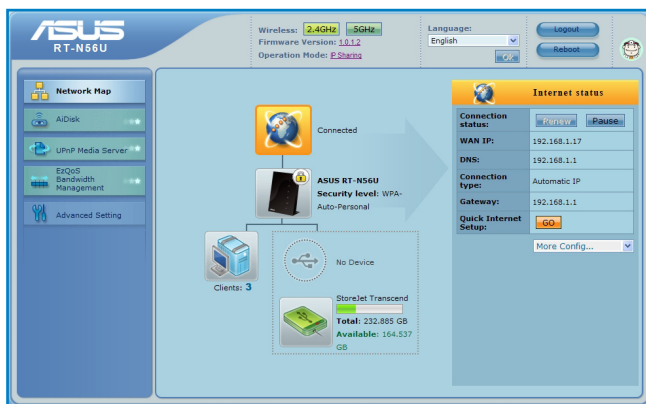 ASUS
RT-N56U
Wireless: 2.4GHz 5GHz
Firmware Version: 1.0.1.2
Operation Mode: IP Sharing
Language:
English
OK
Logout
Reboot
Network Map
AiDisk
UPnP Media Server
EzQoS
Bandwidth
Management
Advanced Setting
Connected
ASUS RT-N56U
Security level: WPA-
Auto-Personal
Clients: 3
No Device
StoreJet Transcend
Total: 232.885 GB
Available: 164.537
GB
Internet status
Connection
status:
Renew Pause
WAN IP: 192.168.1.17
DNS: 192.168.1.1
Connection
type: Automatic IP
Gateway: 192.168.1.1
Quick Internet
Setup: GO
More Config...